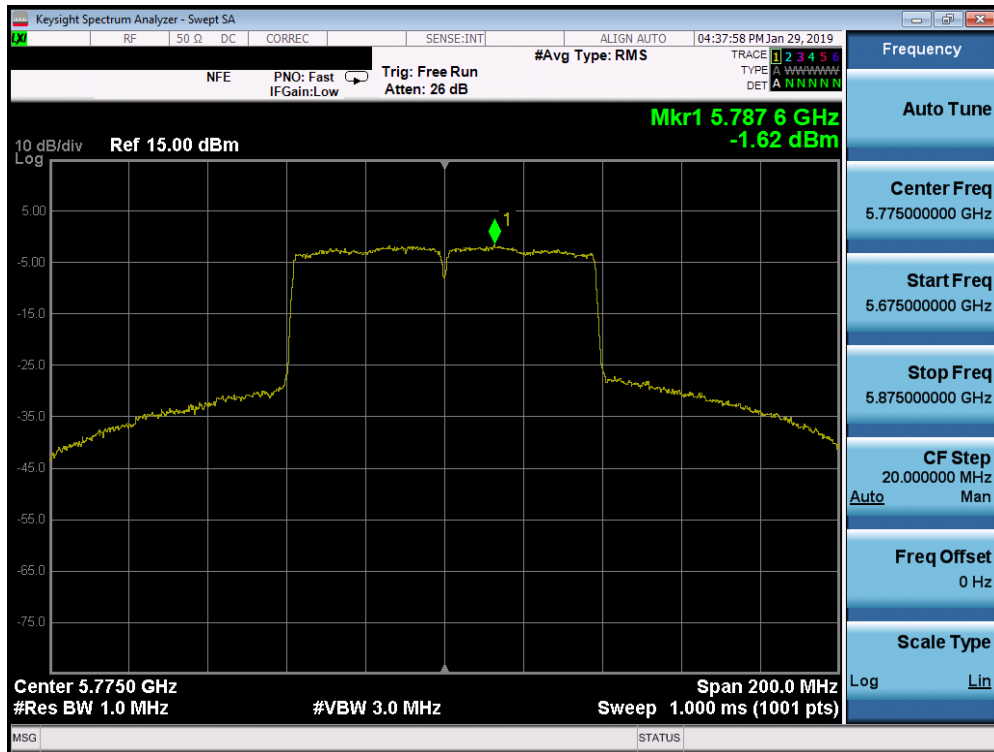 Keysight Spectrum Analyzer - Swept SA
LXI RF 50 Ω DC CORREC SENSE:INT ALIGN AUTO 04:37:58 PM Jan 29, 2019
NFE PNO: Fast Trig: Free Run #Avg Type: RMS TRACE 1 2 3 4 5 6
IFGain:Low Atten: 26 dB TYPE A WWWWW
DET A N N N N N
Mkr1 5.787 6 GHz
-1.62 dBm
10 dB/div Ref 15.00 dBm
Log
1
5.00
-5.00
-15.0
-25.0
-35.0
-45.0
-55.0
-65.0
-75.0
Center 5.7750 GHz Span 200.0 MHz
#Res BW 1.0 MHz #VBW 3.0 MHz Sweep 1.000 ms (1001 pts)
MSG STATUS
Frequency
Auto Tune
Center Freq
5.775000000 GHz
Start Freq
5.675000000 GHz
Stop Freq
5.875000000 GHz
CF Step
20.000000 MHz
Auto Man
Freq Offset
0 Hz
Scale Type
Log Lin